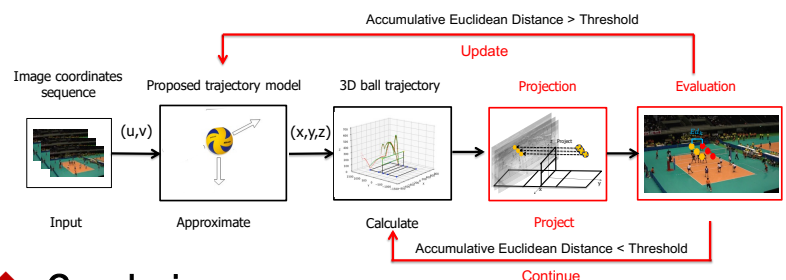 Accumulative Euclidean Distance > Threshold
Update
Image coordinates
sequence
Proposed trajectory model
3D ball trajectory
Projection
Evaluation
(u,v)
(x,y,z)
Project
Input
Approximate
Calculate
Project
Accumulative Euclidean Distance < Threshold
Continue